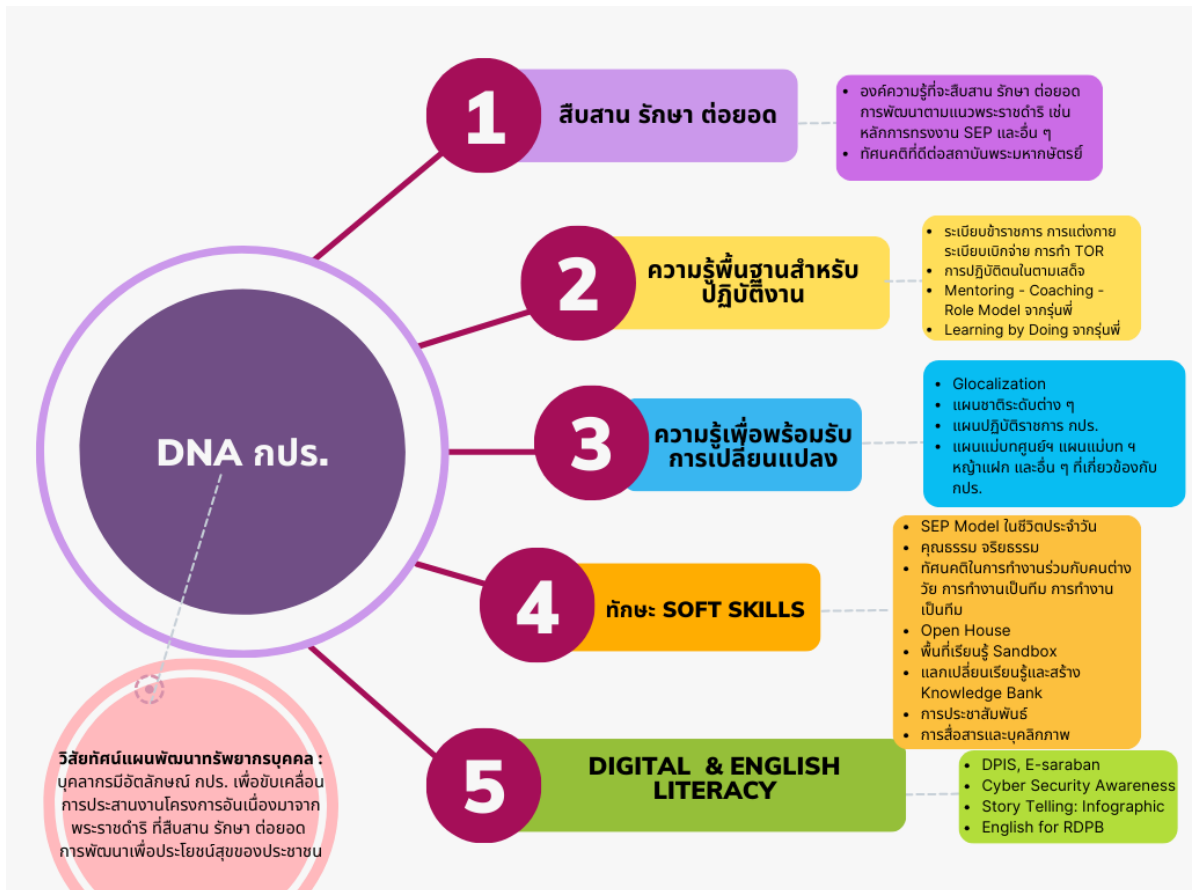 1
สืบสาน รักษา ต่อยอด
องค์ความรู้ที่จะสืบสาน รักษา ต่อยอด
การพัฒนาตามแนวพระราชดำริ เช่น
หลักการทรงงาน SEP และอื่น ๆ
ทัศนคติที่ดีต่อสถาบันพระมหากษัตริย์
2
ความรู้พื้นฐานสำหรับ
ปฏิบัติงาน
ระเบียบข้าราชการ การแต่งกาย
ระเบียบเบิกจ่าย การทำ TOR
การปฏิบัติตนในตามเสด็จ
Mentoring - Coaching -
Role Model จากรุ่นพี่
Learning by Doing จากรุ่นพี่
DNA กปร.
3
ความรู้เพื่อพร้อมรับ
การเปลี่ยนแปลง
Glocalization
แผนชาติระดับต่าง ๆ
แผนปฏิบัติราชการ กปร.
แผนแม่บทศูนย์ฯ แผนแม่บท ฯ
หญ้าแฝก และอื่น ๆ ที่เกี่ยวข้องกับ
กปร.
4
ทักษะ SOFT SKILLS
SEP Model ในชีวิตประจำวัน
คุณธรรม จริยธรรม
ทัศนคติในการทำงานร่วมกับคนต่าง
วัย การทำงานเป็นทีม การทำงาน
เป็นทีม
Open House
พื้นที่เรียนรู้ Sandbox
แลกเปลี่ยนเรียนรู้และสร้าง
Knowledge Bank
การประชาสัมพันธ์
การสื่อสารและบุคลิกภาพ
5
DIGITAL & ENGLISH
LITERACY
DPIS, E-saraban
Cyber Security Awareness
Story Telling: Infographic
English for RDPB
วิสัยทัศน์แผนพัฒนาทรัพยากรบุคคล :
บุคลากรมีอัตลักษณ์ กปร. เพื่อขับเคลื่อน
การประสานงานโครงการอันเนื่องมาจาก
พระราชดำริ ที่สืบสาน รักษา ต่อยอด
การพัฒนาเพื่อประโยชน์สุขของประชาชน